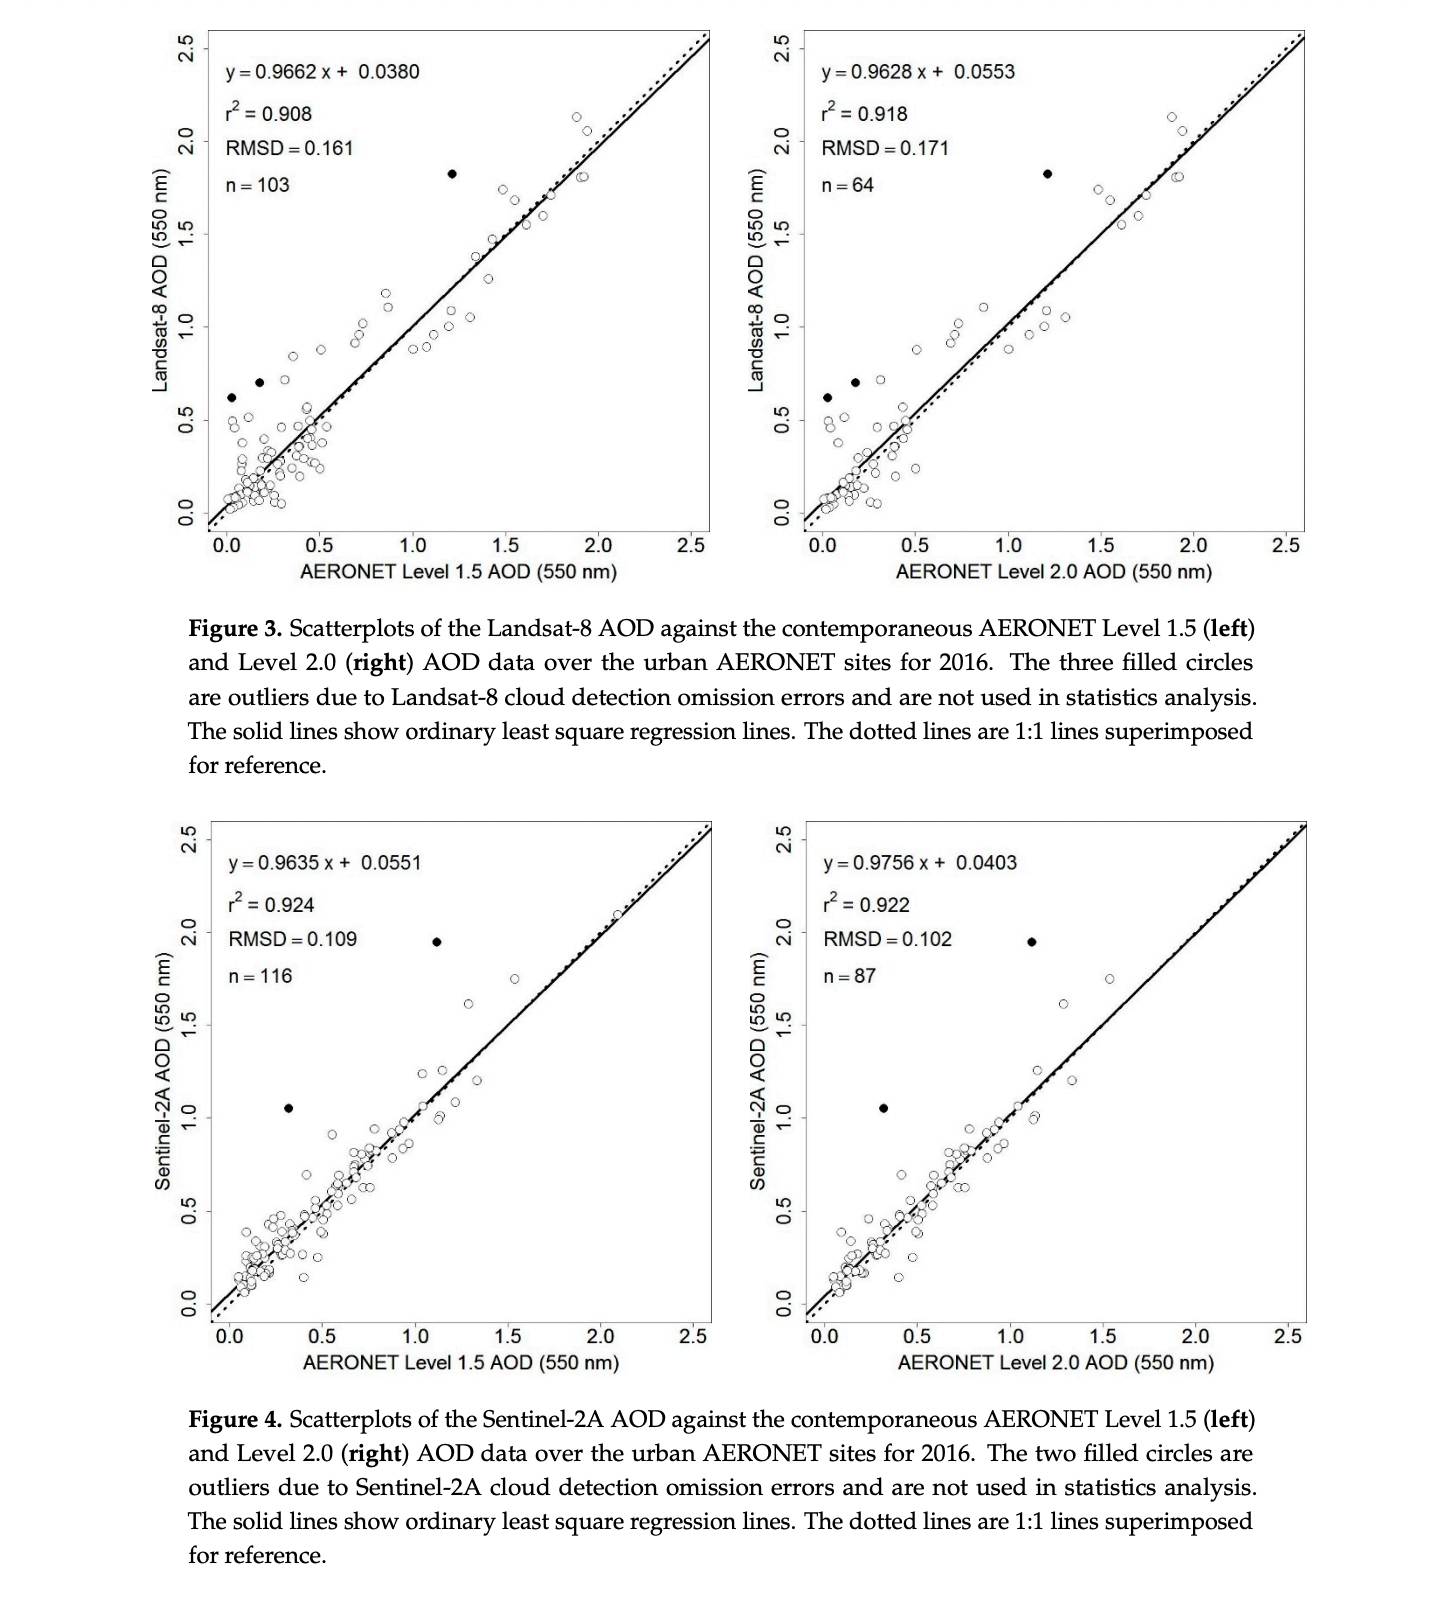 y = 0.9662 x + 0.0380
r² = 0.908
RMSD = 0.161
n = 103
Landsat-8 AOD (550 nm)
2.5
2.0
1.5
1.0
0.5
0.0
0.0 0.5 1.0 1.5 2.0 2.5
AERONET Level 1.5 AOD (550 nm)
y = 0.9628 x + 0.0553
r² = 0.918
RMSD = 0.171
n = 64
Landsat-8 AOD (550 nm)
2.5
2.0
1.5
1.0
0.5
0.0
0.0 0.5 1.0 1.5 2.0 2.5
AERONET Level 2.0 AOD (550 nm)
Figure 3. Scatterplots of the Landsat-8 AOD against the contemporaneous AERONET Level 1.5 (left)
and Level 2.0 (right) AOD data over the urban AERONET sites for 2016. The three filled circles
are outliers due to Landsat-8 cloud detection omission errors and are not used in statistics analysis.
The solid lines show ordinary least square regression lines. The dotted lines are 1:1 lines superimposed
for reference.
y = 0.9635 x + 0.0551
r² = 0.924
RMSD = 0.109
n = 116
Sentinel-2A AOD (550 nm)
2.5
2.0
1.5
1.0
0.5
0.0
0.0 0.5 1.0 1.5 2.0 2.5
AERONET Level 1.5 AOD (550 nm)
y = 0.9756 x + 0.0403
r² = 0.922
RMSD = 0.102
n = 87
Sentinel-2A AOD (550 nm)
2.5
2.0
1.5
1.0
0.5
0.0
0.0 0.5 1.0 1.5 2.0 2.5
AERONET Level 2.0 AOD (550 nm)
Figure 4. Scatterplots of the Sentinel-2A AOD against the contemporaneous AERONET Level 1.5 (left)
and Level 2.0 (right) AOD data over the urban AERONET sites for 2016. The two filled circles are
outliers due to Sentinel-2A cloud detection omission errors and are not used in statistics analysis.
The solid lines show ordinary least square regression lines. The dotted lines are 1:1 lines superimposed
for reference.